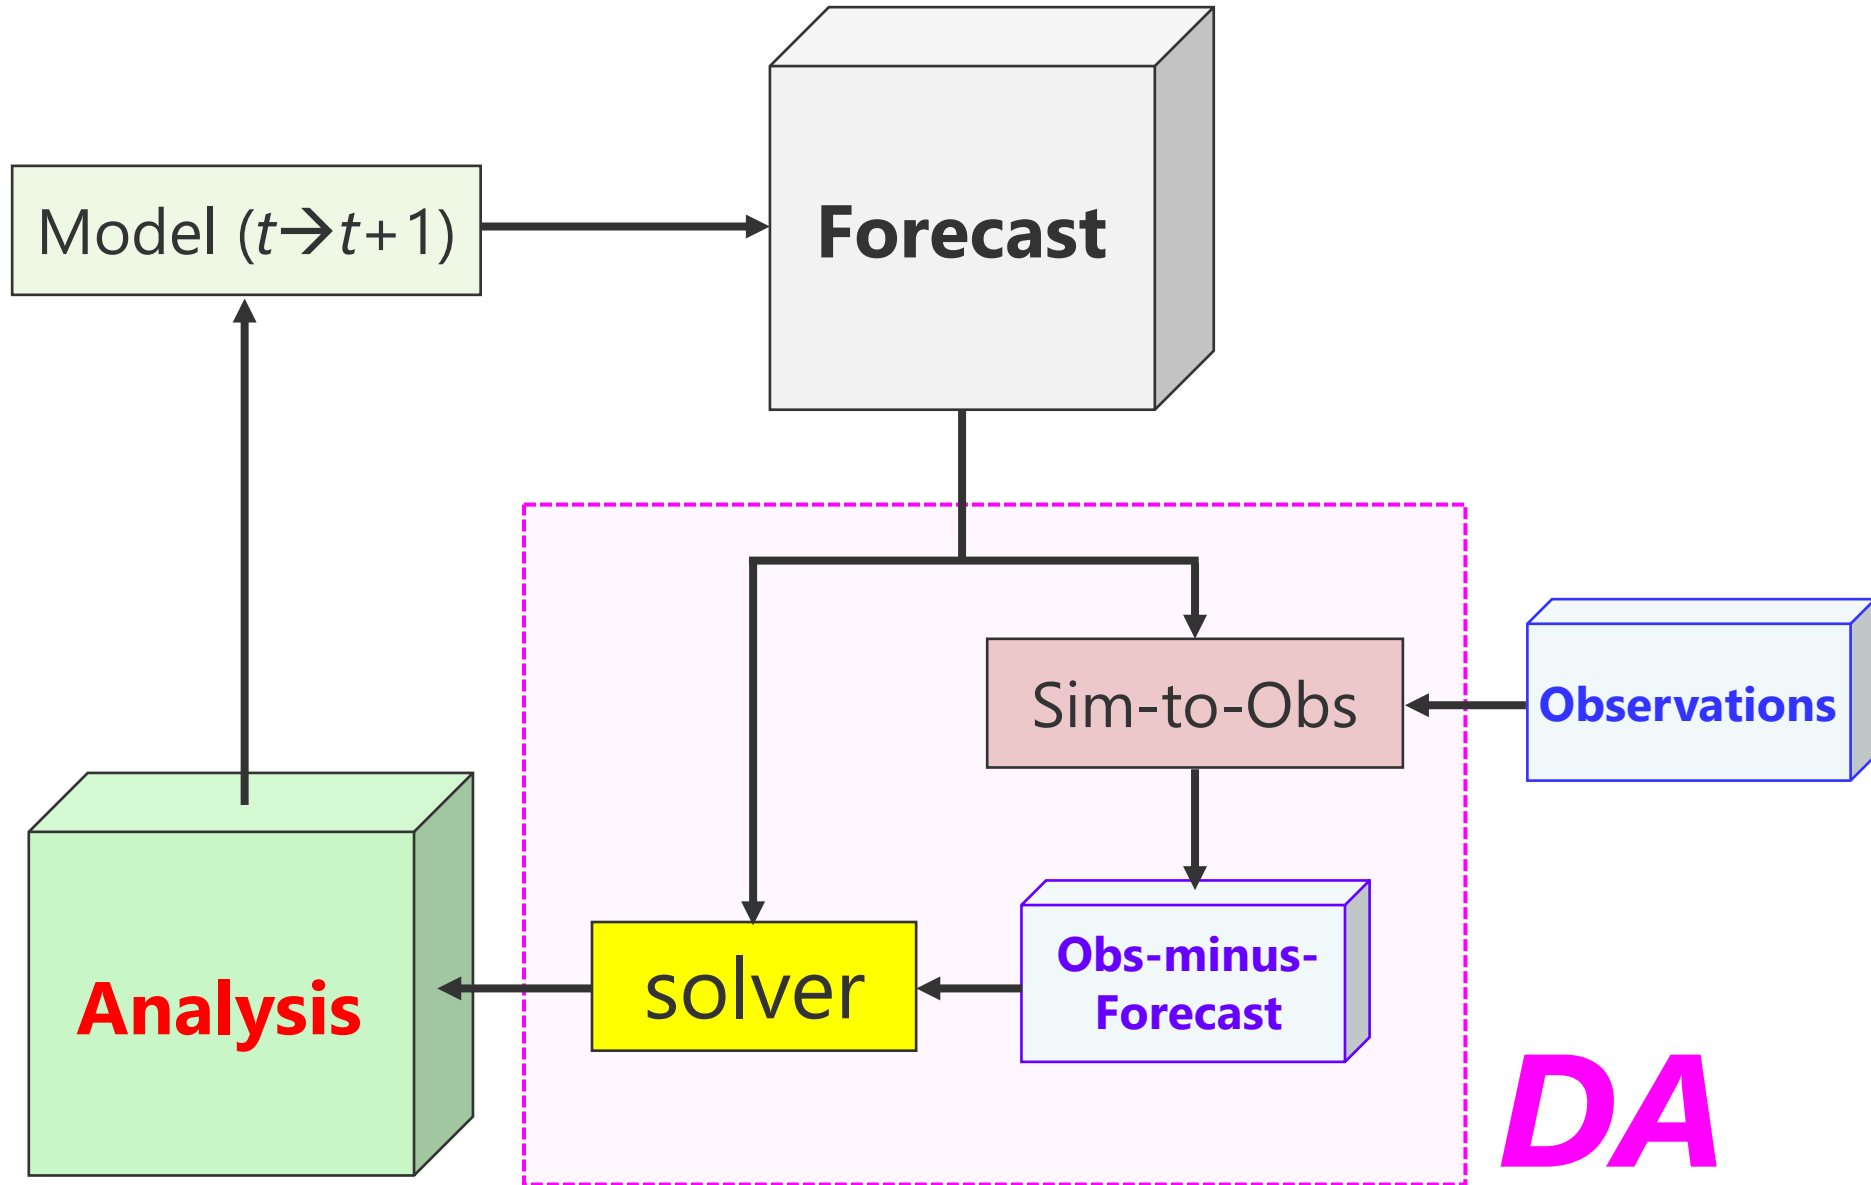 Forecast
Model (t→t+1)
Sim-to-Obs
Observations
Obs-minus-
Forecast
solver
Analysis
DA